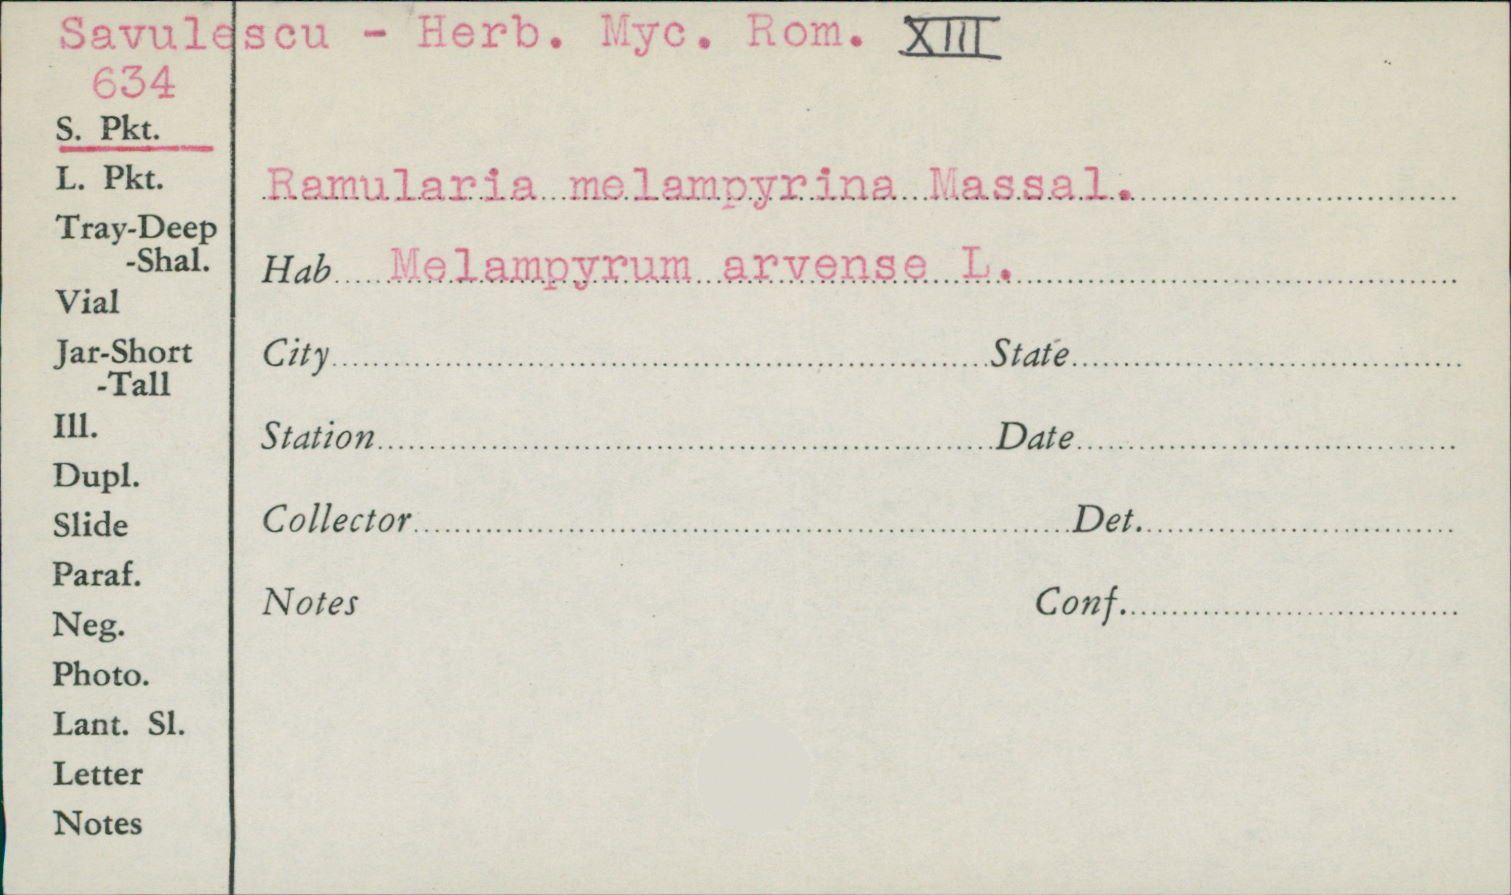 Savulescu - Herb. Myc. Rom. XIII
634
S. Pkt.
L. Pkt.
Ramularia melampyrina Massal.
Tray-Deep
-Shal.
Hab Melampyrum arvense L.
Vial
Jar-Short
-Tall
City State
Ill.
Station Date
Dupl.
Slide
Collector Det.
Paraf.
Neg.
Notes Conf.
Photo.
Lant. Sl.
Letter
Notes